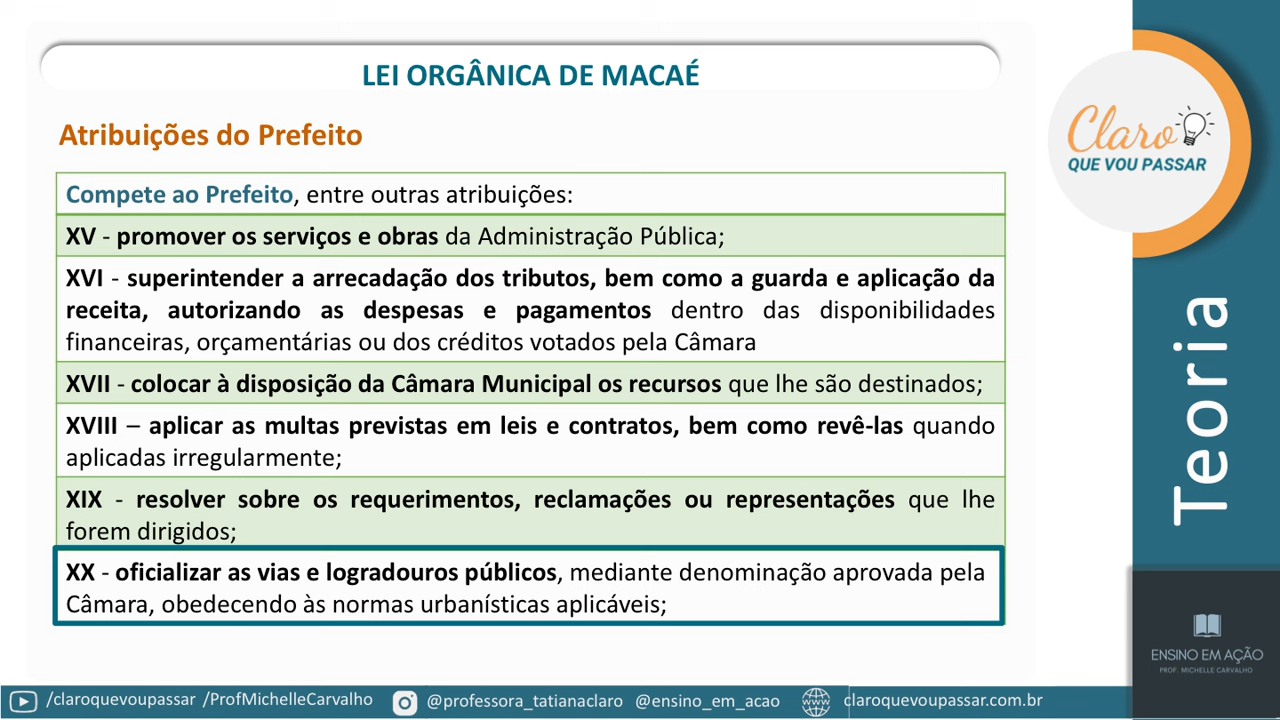 LEI ORGÂNICA DE MACAÉ
Atribuições do Prefeito
Compete ao Prefeito, entre outras atribuições:
XV - promover os serviços e obras da Administração Pública;
XVI - superintender a arrecadação dos tributos, bem como a guarda e aplicação da
receita, autorizando as despesas e pagamentos dentro das disponibilidades
financeiras, orçamentárias ou dos créditos votados pela Câmara
XVII - colocar à disposição da Câmara Municipal os recursos que lhe são destinados;
XVIII – aplicar as multas previstas em leis e contratos, bem como revê-las quando
aplicadas irregularmente;
XIX - resolver sobre os requerimentos, reclamações ou representações que lhe
forem dirigidos;
XX - oficializar as vias e logradouros públicos, mediante denominação aprovada pela
Câmara, obedecendo às normas urbanísticas aplicáveis;
Claro
QUE VOU PASSAR
Teoria
ENSINO EM AÇÃO
PROF. MICHELLE CARVALHO
/claroquevoupassar /ProfMichelleCarvalho @professora_tatianaclaro @ensino_em_acao claroquevoupassar.com.br